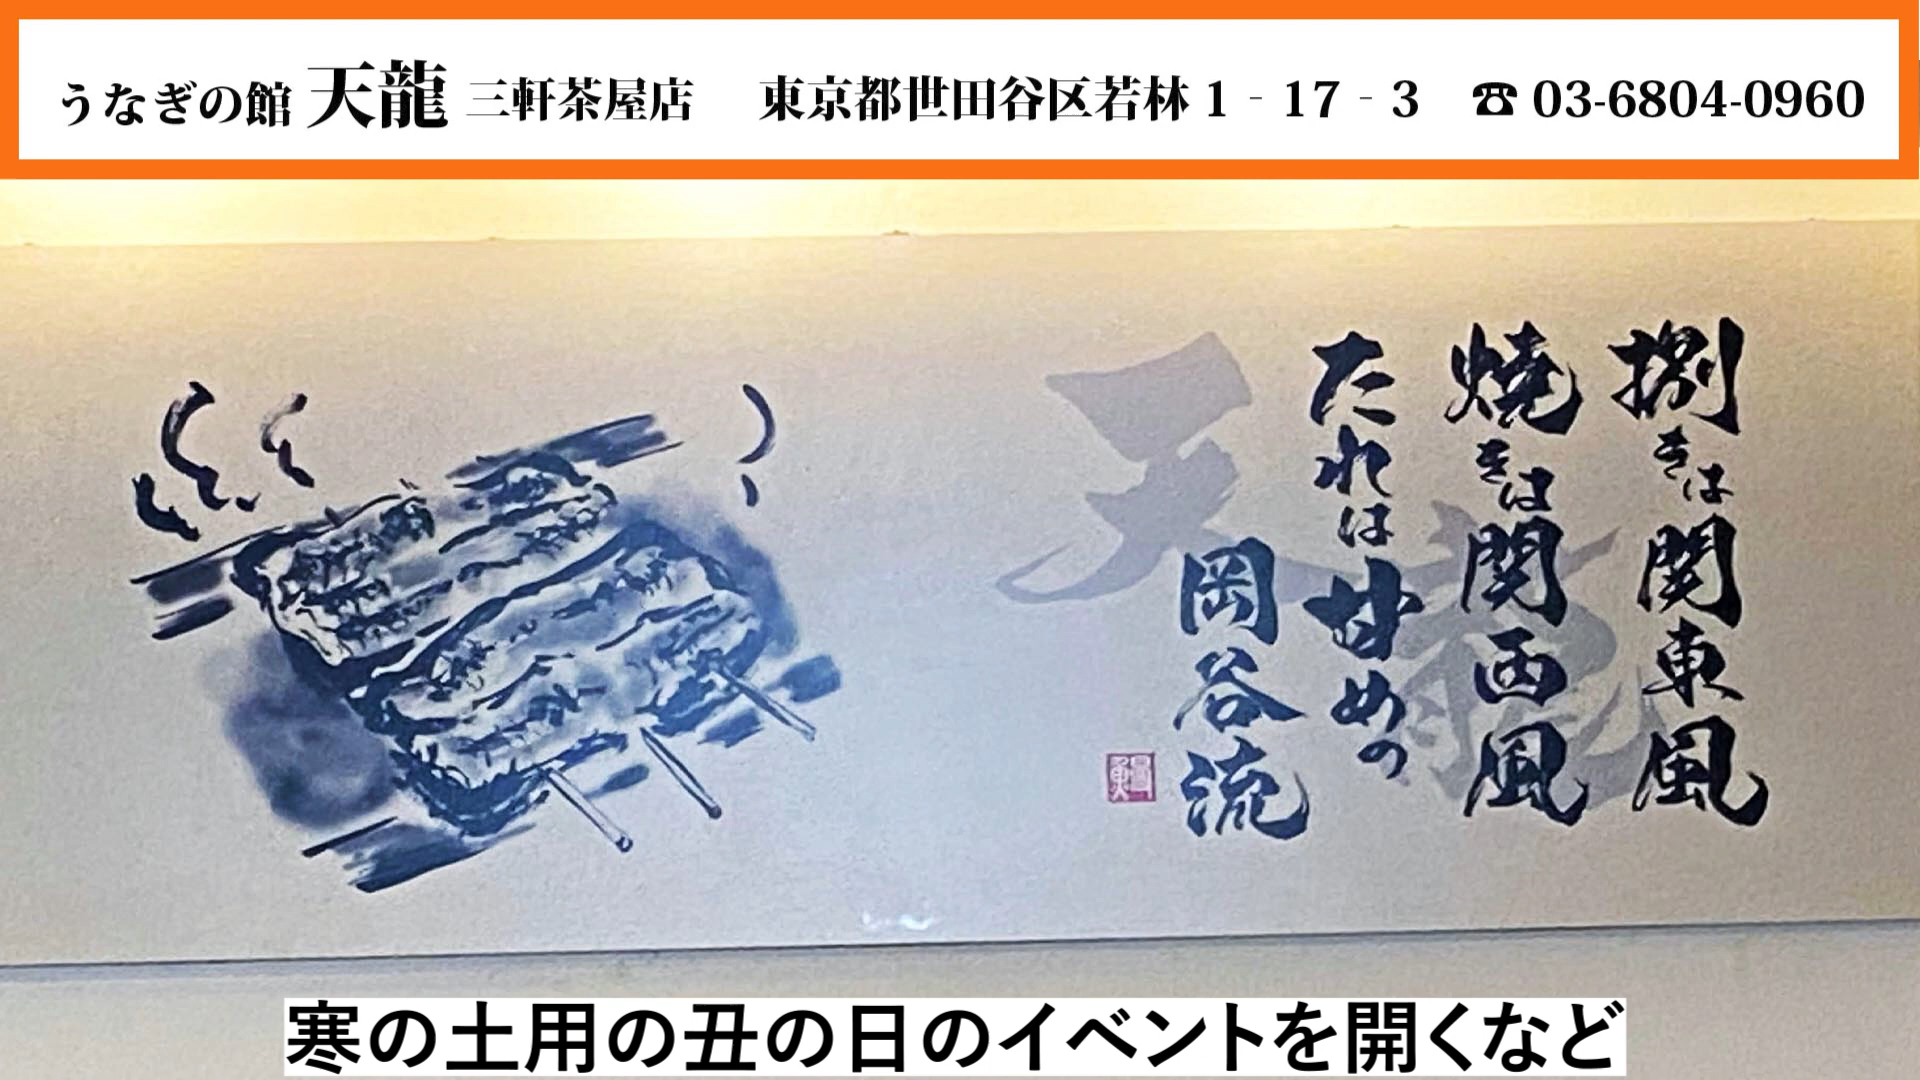 うなぎの館 天龍 三軒茶屋店 東京都世田谷区若林1‐17‐3 ☎03-6804-0960
捌きは関東風
焼きは関西風
たれは甘めの
岡谷流
天龍
鰻
寒の土用の丑の日のイベントを開くなど